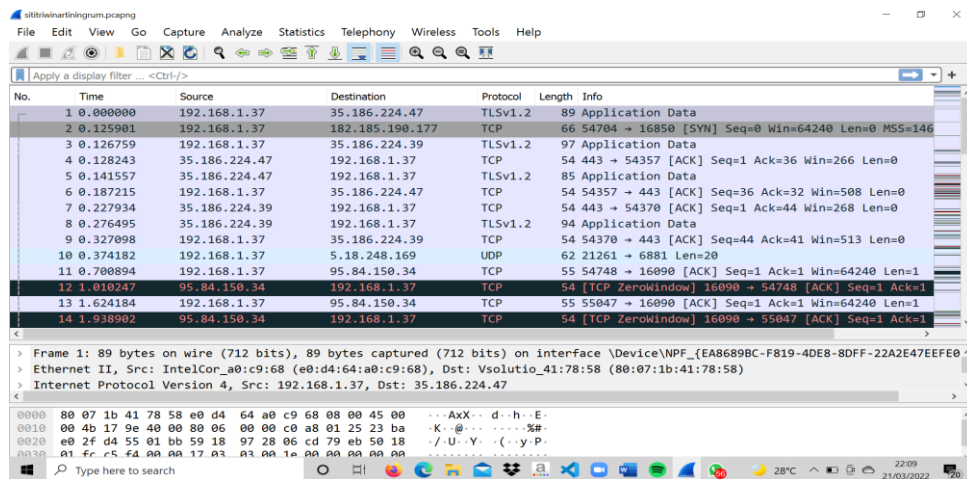 sititriwinartiningrum.pcapng
File Edit View Go Capture Analyze Statistics Telephony Wireless Tools Help
Apply a display filter ... <Ctrl-/>
No. Time Source Destination Protocol Length Info
1 0.000000 192.168.1.37 35.186.224.47 TLSv1.2 89 Application Data
2 0.125901 192.168.1.37 182.185.190.177 TCP 66 54704 → 16850 [SYN] Seq=0 Win=64240 Len=0 MSS=146
3 0.126759 192.168.1.37 35.186.224.39 TLSv1.2 97 Application Data
4 0.128243 35.186.224.47 192.168.1.37 TCP 54 443 → 54357 [ACK] Seq=1 Ack=36 Win=266 Len=0
5 0.141557 35.186.224.47 192.168.1.37 TLSv1.2 85 Application Data
6 0.187215 192.168.1.37 35.186.224.47 TCP 54 54357 → 443 [ACK] Seq=36 Ack=32 Win=508 Len=0
7 0.227934 35.186.224.39 192.168.1.37 TCP 54 443 → 54370 [ACK] Seq=1 Ack=44 Win=268 Len=0
8 0.276495 35.186.224.39 192.168.1.37 TLSv1.2 94 Application Data
9 0.327098 192.168.1.37 35.186.224.39 TCP 54 54370 → 443 [ACK] Seq=44 Ack=41 Win=513 Len=0
10 0.374182 192.168.1.37 5.18.248.169 UDP 62 21261 → 6881 Len=20
11 0.700894 192.168.1.37 95.84.150.34 TCP 55 54748 → 16090 [ACK] Seq=1 Ack=1 Win=64240 Len=1
12 1.010247 95.84.150.34 192.168.1.37 TCP 54 [TCP ZeroWindow] 16090 → 54748 [ACK] Seq=1 Ack=1
13 1.624184 192.168.1.37 95.84.150.34 TCP 55 55047 → 16090 [ACK] Seq=1 Ack=1 Win=64240 Len=1
14 1.938902 95.84.150.34 192.168.1.37 TCP 54 [TCP ZeroWindow] 16090 → 55047 [ACK] Seq=1 Ack=1
> Frame 1: 89 bytes on wire (712 bits), 89 bytes captured (712 bits) on interface \Device\NPF_{EA8689BC-F819-4DE8-8DFF-22A2E47EEFE0
> Ethernet II, Src: IntelCor_a0:c9:68 (e0:d4:64:a0:c9:68), Dst: Vsolutio_41:78:58 (80:07:1b:41:78:58)
> Internet Protocol Version 4, Src: 192.168.1.37, Dst: 35.186.224.47
0000 80 07 1b 41 78 58 e0 d4 64 a0 c9 68 08 00 45 00 ···AxX·· d··h··E·
0010 00 4b 17 9e 40 00 80 06 00 00 c0 a8 01 25 23 ba ·K··@··· ·····%#·
0020 e0 2f d4 55 01 bb 59 18 97 28 06 cd 79 eb 50 18 ·/·U··Y· ·(··y·P·
0030 01 fc c5 f4 00 00 17 03 03 00 1e 00 00 00 00 00
Type here to search
56
28°C
22:09
21/03/2022
20